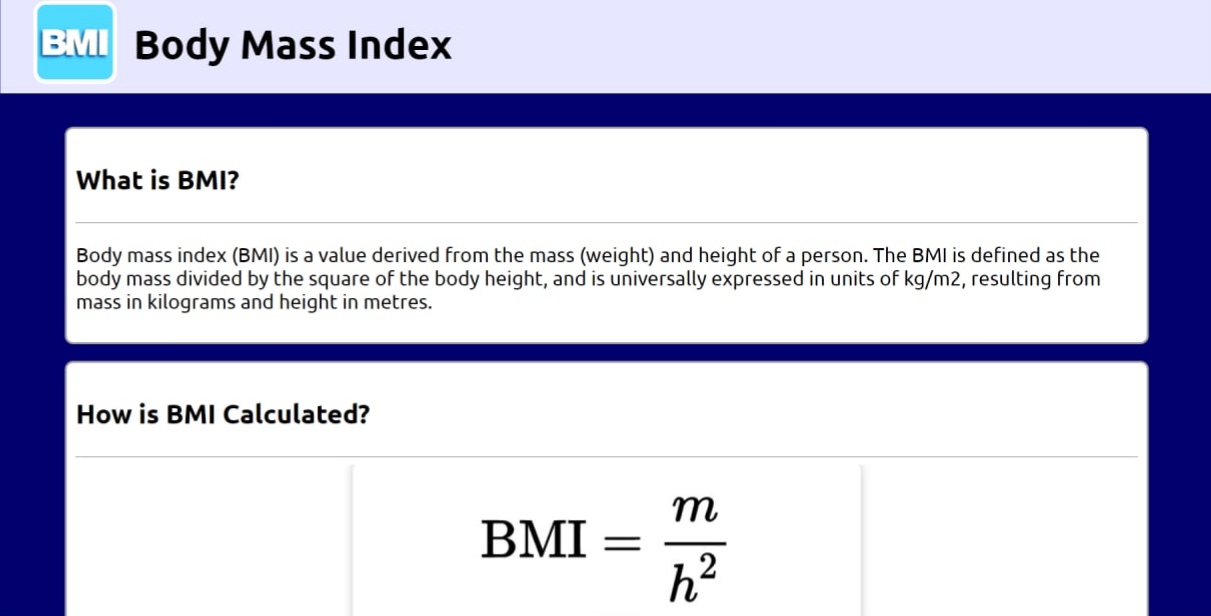 BMI Body Mass Index
What is BMI?
Body mass index (BMI) is a value derived from the mass (weight) and height of a person. The BMI is defined as the
body mass divided by the square of the body height, and is universally expressed in units of kg/m2, resulting from
mass in kilograms and height in metres.
How is BMI Calculated?
BMI = m
h²